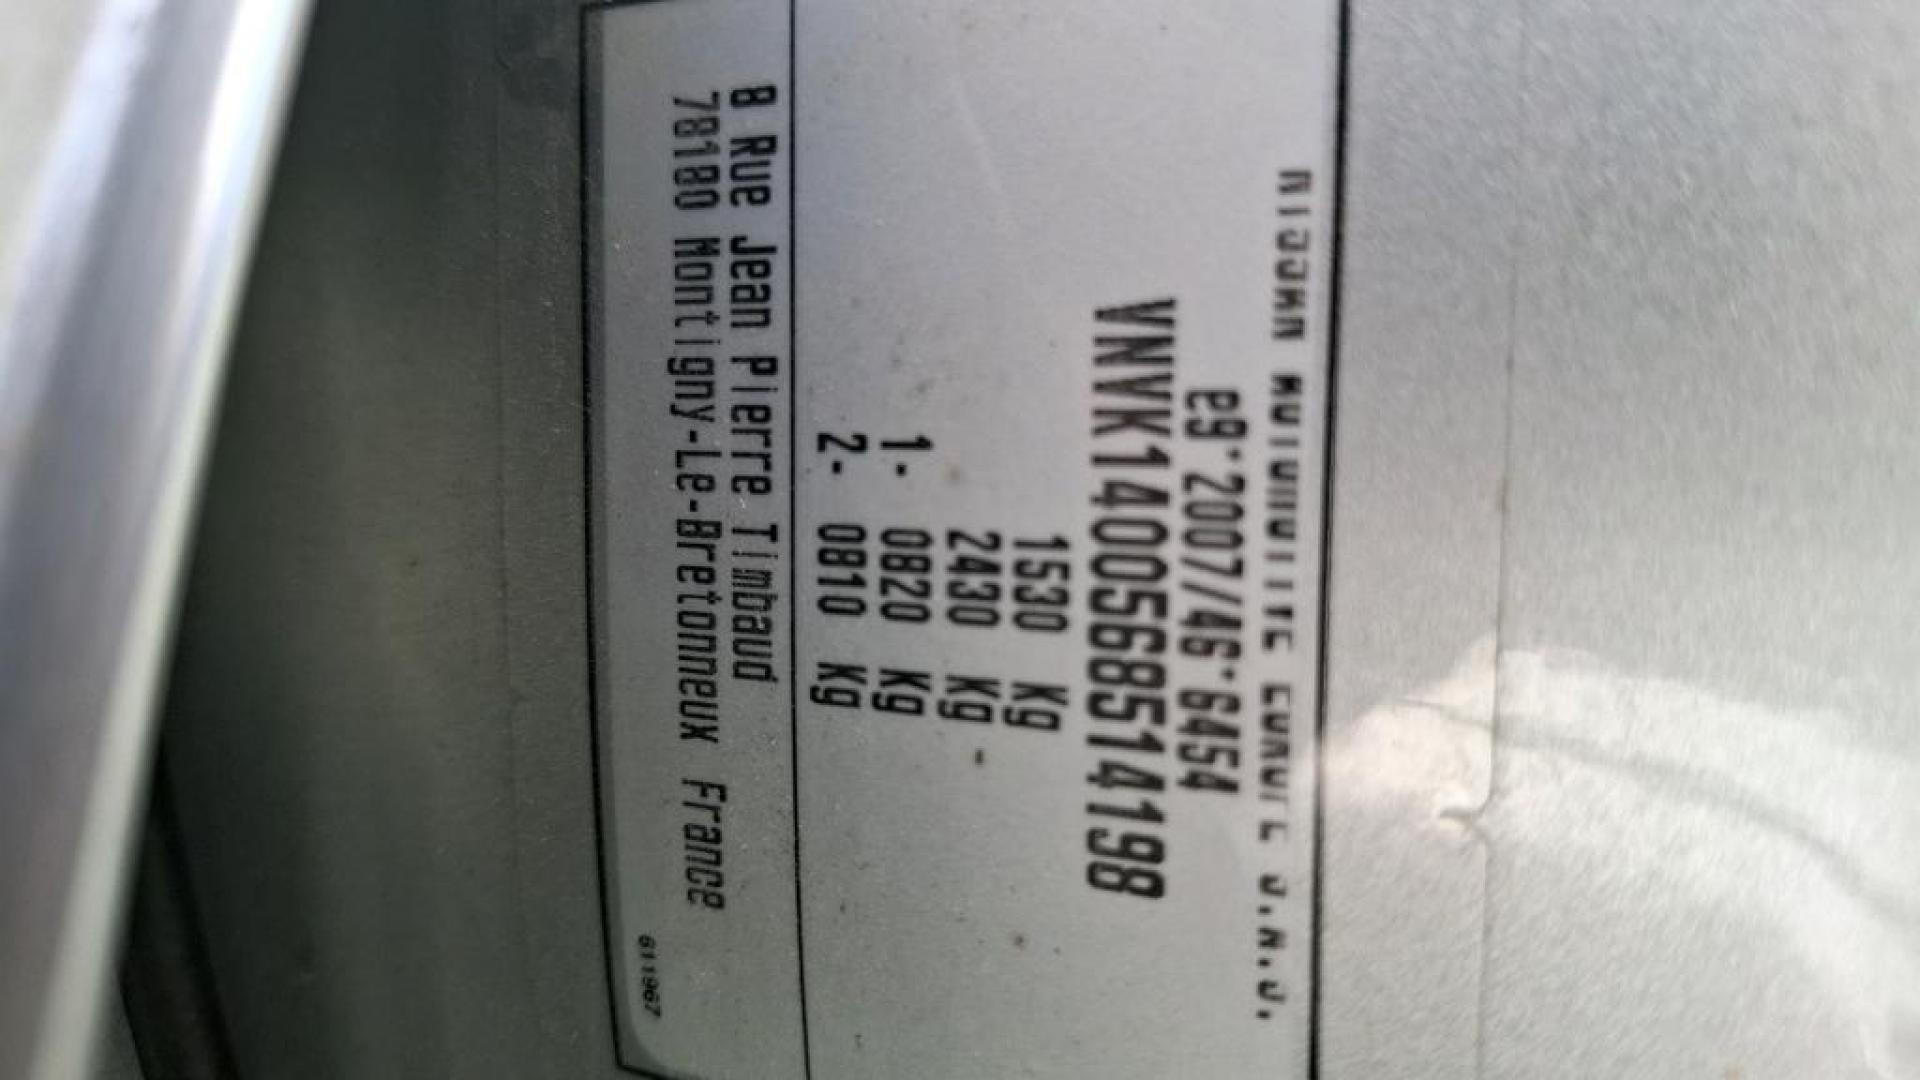 e9*2007/46*6454
VNVK1400568514198
1530 Kg
2430 Kg
1- 0820 Kg
2- 0810 Kg
8 Rue Jean Pierre Timbaud
78180 Montigny-Le-Bretonneux France
611967